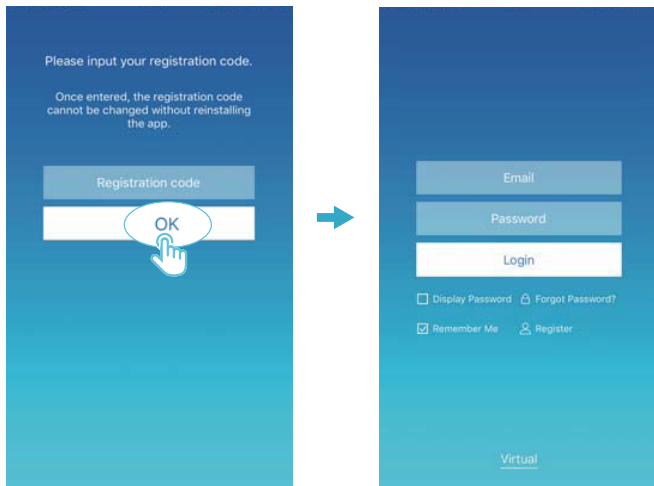 Please input your registration code.
Once entered, the registration code
cannot be changed without reinstalling
the app.
Registration code
OK
Email
Password
Login
Display Password
Forgot Password?
Remember Me
Register
Virtual